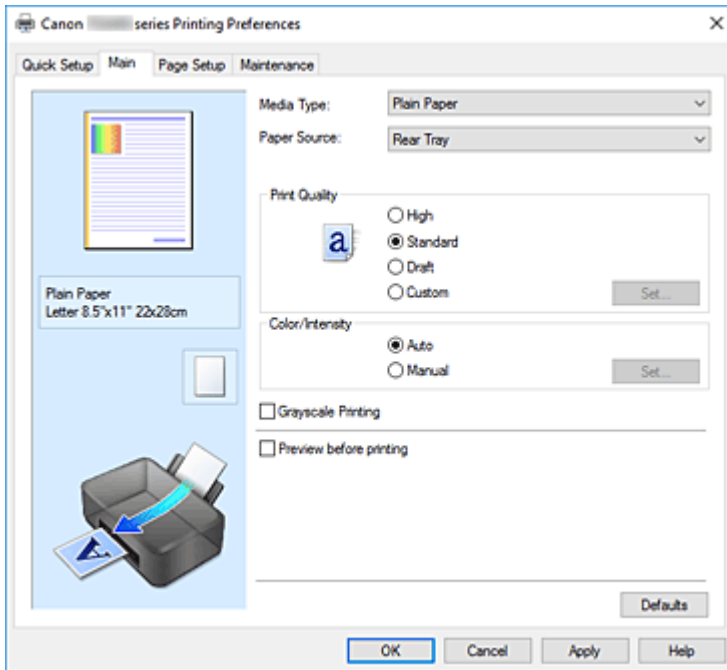 Canon series Printing Preferences
Quick Setup Main Page Setup Maintenance
Media Type: Plain Paper
Paper Source: Rear Tray
Print Quality
High
a
Standard
Draft
Custom Set...
Plain Paper
Letter 8.5"x11" 22x28cm
Color/Intensity
Auto
Manual Set...
Grayscale Printing
Preview before printing
A
Defaults
OK Cancel Apply Help